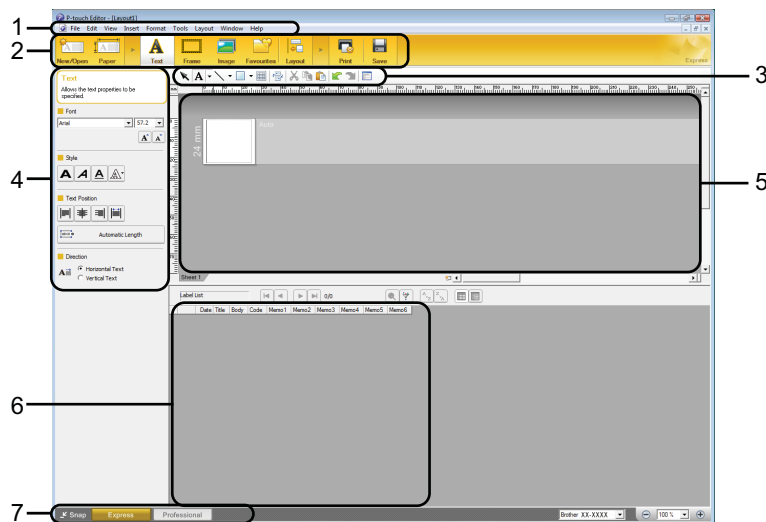 P-touch Editor - [Layout1]
1
File Edit View Insert Format Tools Layout Window Help
2
New/Open Paper Text Frame Image Favourites Layout Print Save Express
3
Text
Allows the text properties to be
specified.
Font
Arial 57.2
4
24 mm
Auto
5
Style
Text Position
Automatic Length
Direction
Horizontal Text
Vertical Text
Sheet 1
Label List 0/0
Date Title Body Code Memo1 Memo2 Memo3 Memo4 Memo5 Memo6
6
7
Snap Express Professional Brother XX-XXXX 100 %